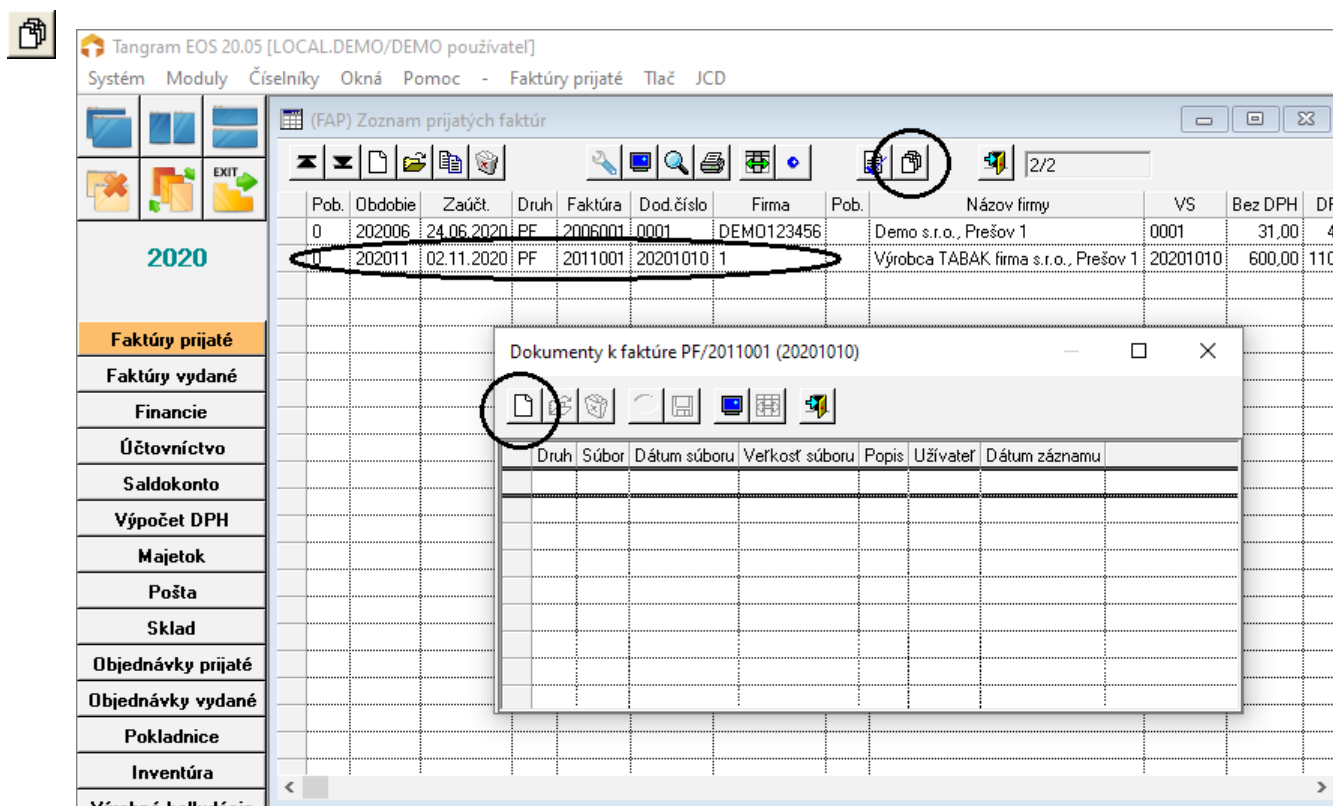 Tangram EOS 20.05 [LOCAL.DEMO/DEMO používateľ]
Systém Moduly Číselníky Okná Pomoc - Faktúry prijaté Tlač JCD
(FAP) Zoznam prijatých faktúr
EXIT
2/2
Pob. Obdobie Zaúčt. Druh Faktúra Dod.číslo Firma Pob. Názov firmy VS Bez DPH
0 202006 24.06.2020 PF 2006001 0001 DEMO123456 Demo s.r.o., Prešov 1 0001 31,00 4
0 202011 02.11.2020 PF 2011001 20201010 1 Výrobca TABAK firma s.r.o., Prešov 1 20201010 600,00 110
2020
Faktúry prijaté
Faktúry vydané
Financie
Účtovníctvo
Saldokonto
Výpočet DPH
Majetok
Pošta
Sklad
Objednávky prijaté
Objednávky vydané
Pokladnice
Inventúra
Dokumenty k faktúre PF/2011001 (20201010)
Druh Súbor Dátum súboru Veľkosť súboru Popis Užívateľ Dátum záznamu